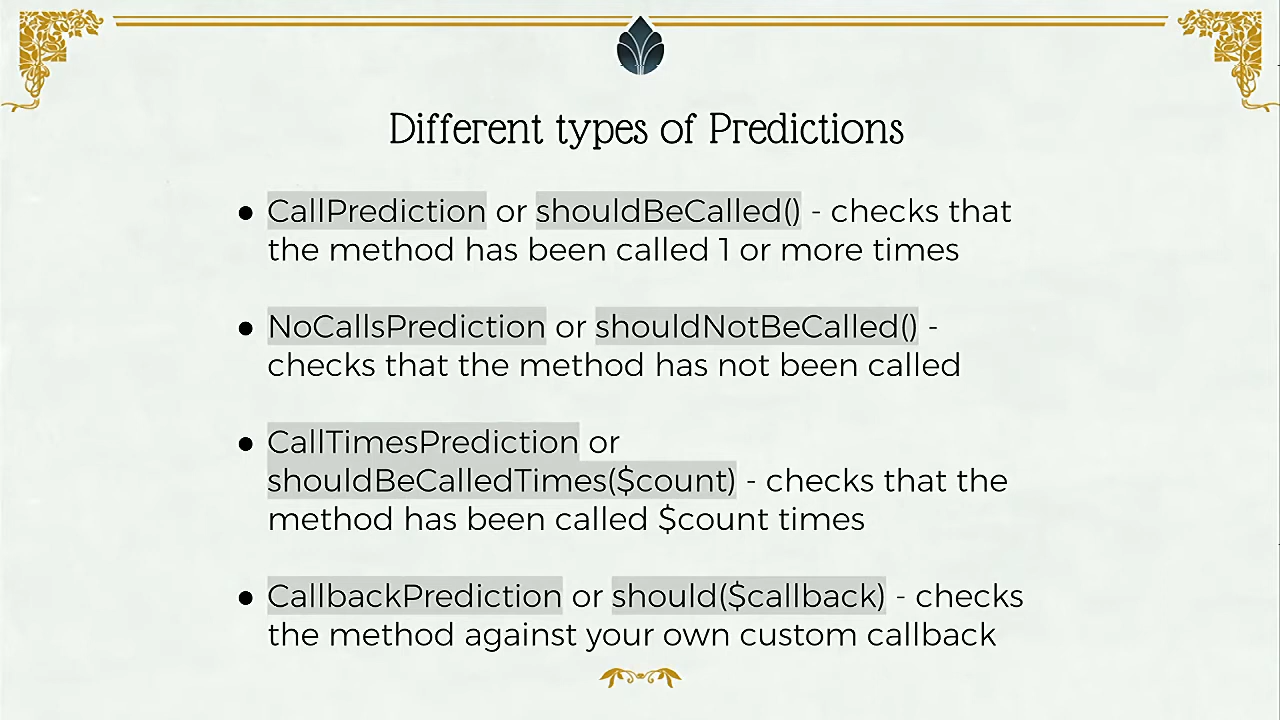 Different types of Predictions
● CallPrediction or shouldBeCalled() - checks that
the method has been called 1 or more times
● NoCallsPrediction or shouldNotBeCalled() -
checks that the method has not been called
● CallTimesPrediction or
shouldBeCalledTimes($count) - checks that the
method has been called $count times
● CallbackPrediction or should($callback) - checks
the method against your own custom callback